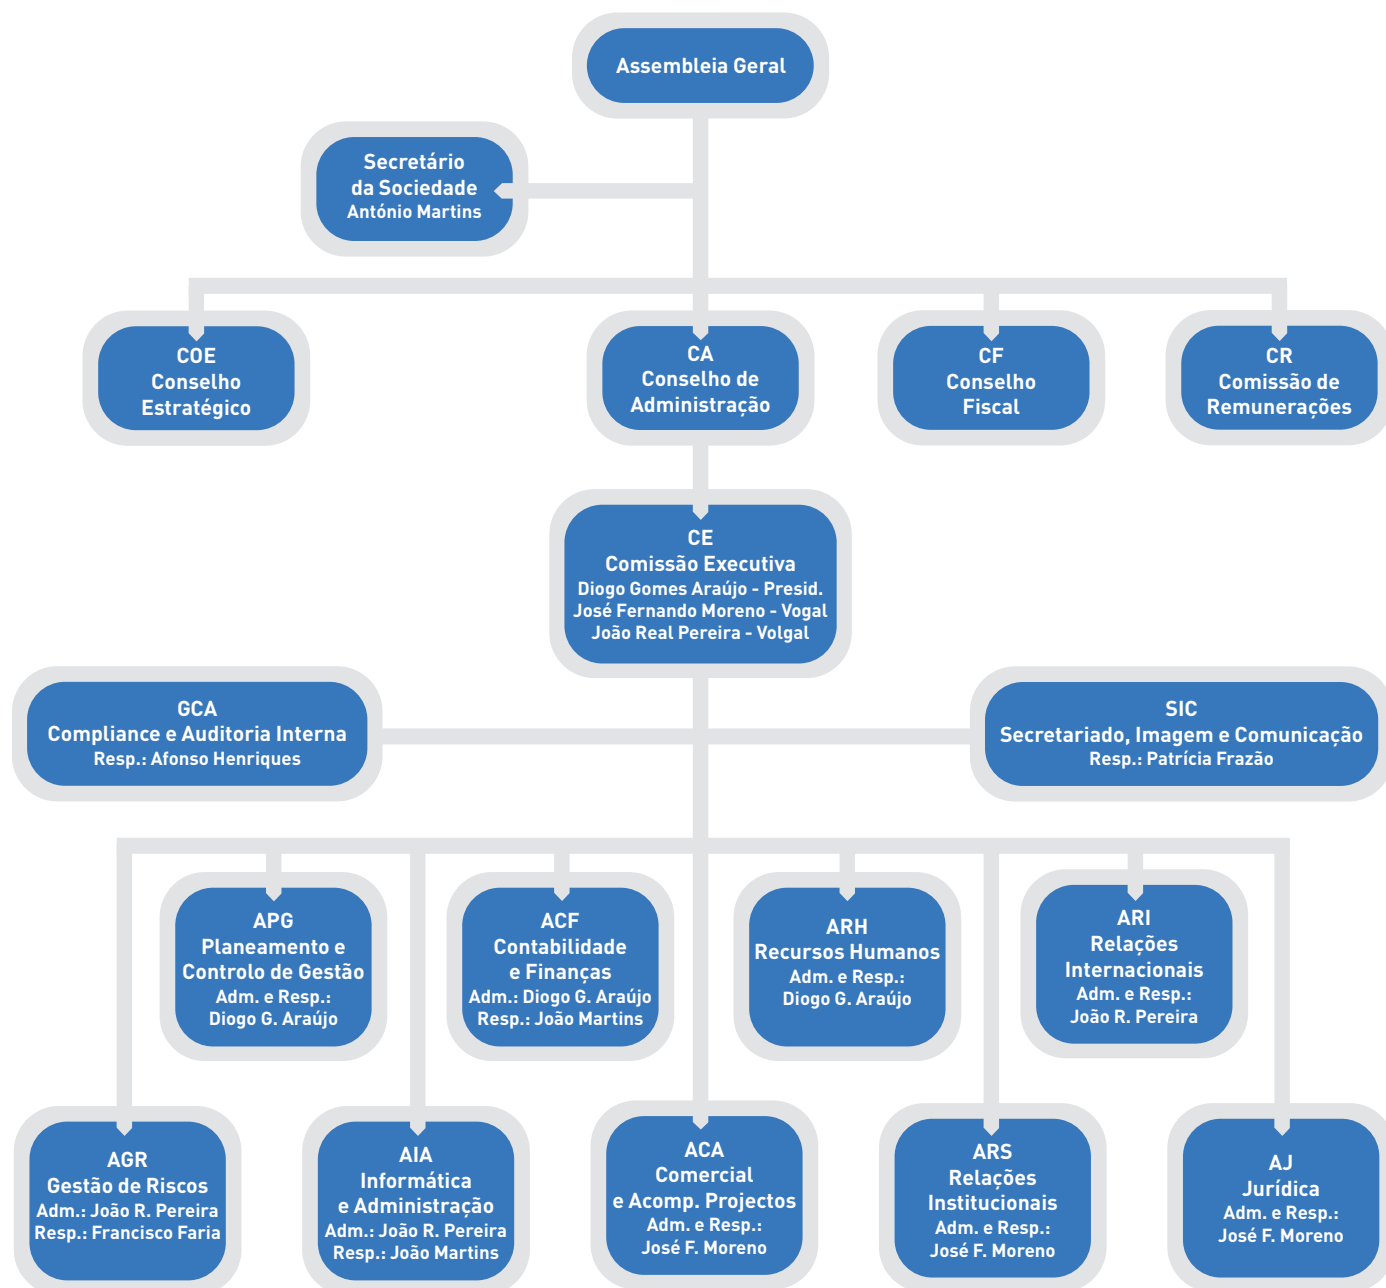 Assembleia Geral
Secretário
da Sociedade
António Martins
COE
Conselho
Estratégico
CA
Conselho de
Administração
CF
Conselho
Fiscal
CR
Comissão de
Remunerações
CE
Comissão Executiva
Diogo Gomes Araújo - Presid.
José Fernando Moreno - Vogal
João Real Pereira - Volgal
GCA
Compliance e Auditoria Interna
Resp.: Afonso Henriques
SIC
Secretariado, Imagem e Comunicação
Resp.: Patrícia Frazão
APG
Planeamento e
Controlo de Gestão
Adm. e Resp.:
Diogo G. Araújo
ACF
Contabilidade
e Finanças
Adm.: Diogo G. Araújo
Resp.: João Martins
ARH
Recursos Humanos
Adm. e Resp.:
Diogo G. Araújo
ARI
Relações
Internacionais
Adm. e Resp.:
João R. Pereira
AGR
Gestão de Riscos
Adm.: João R. Pereira
Resp.: Francisco Faria
AIA
Informática
e Administração
Adm.: João R. Pereira
Resp.: João Martins
ACA
Comercial
e Acomp. Projectos
Adm. e Resp.:
José F. Moreno
ARS
Relações
Institucionais
Adm. e Resp.:
José F. Moreno
AJ
Jurídica
Adm. e Resp.:
José F. Moreno